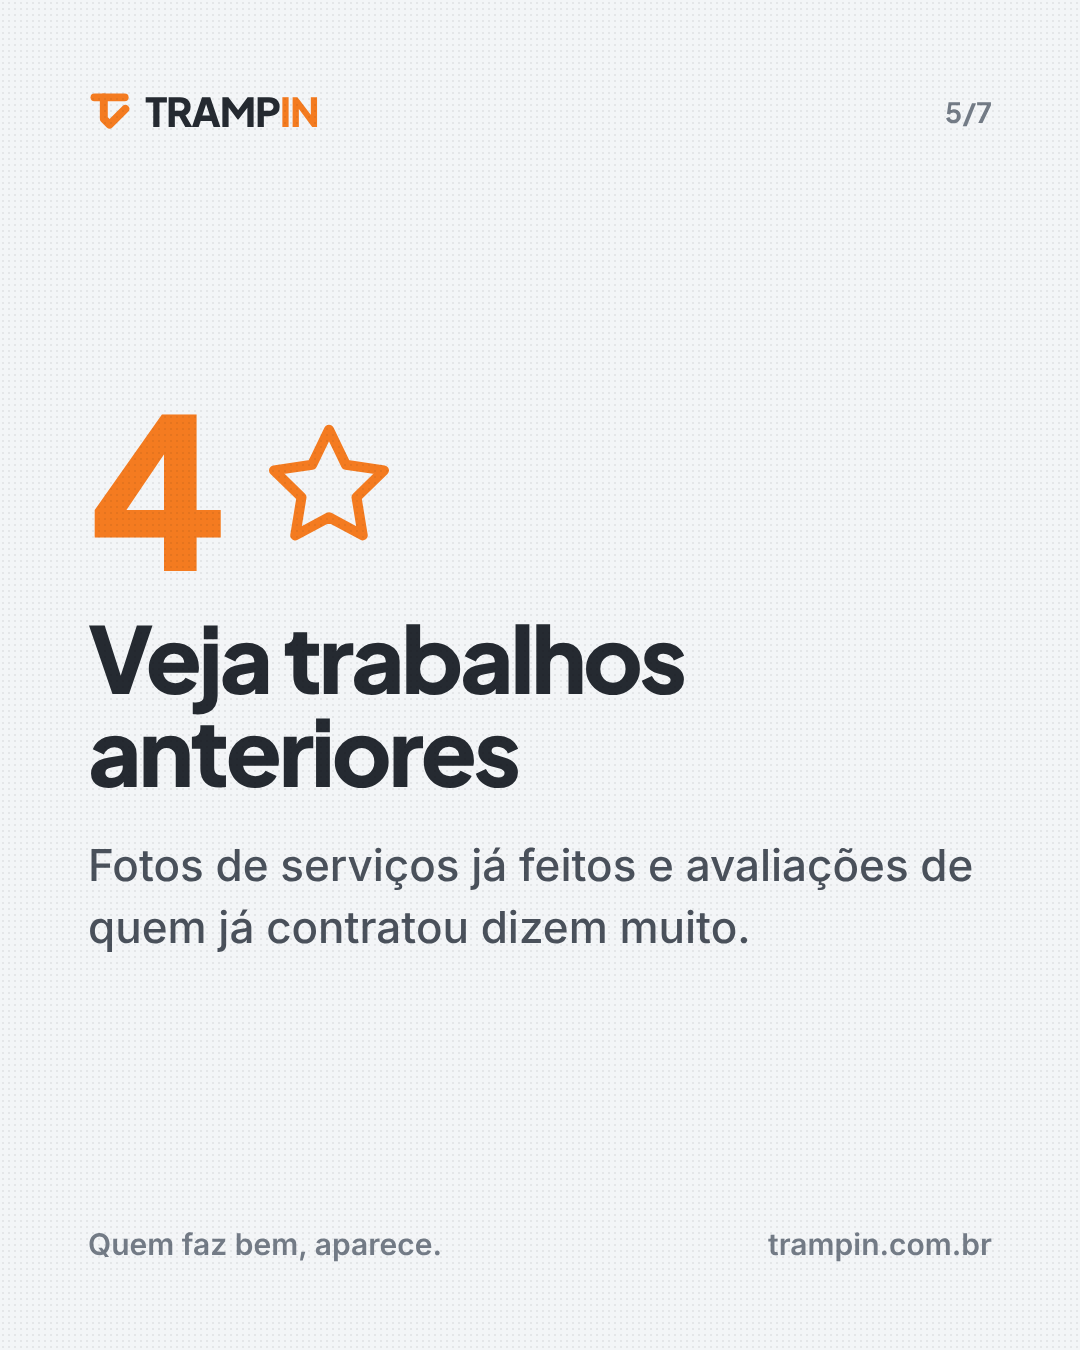 TRAMPIN
5/7
4
Veja trabalhos
anteriores
Fotos de serviços já feitos e avaliações de
quem já contratou dizem muito.
Quem faz bem, aparece.
trampin.com.br